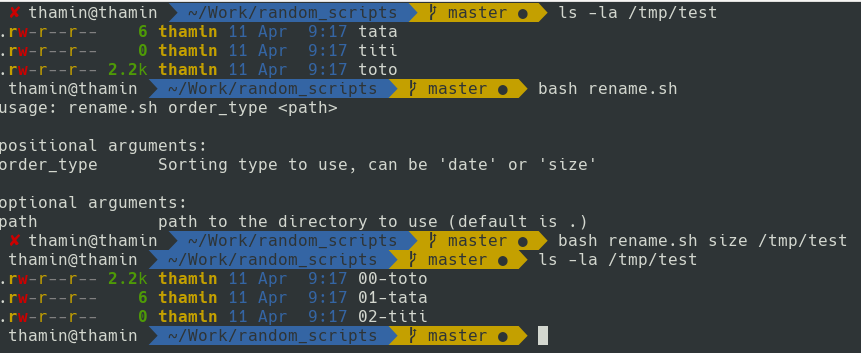 ✘ thamin@thamin ~/Work/random_scripts master ● ls -la /tmp/test
.rw-r--r-- 6 thamin 11 Apr 9:17 tata
.rw-r--r-- 0 thamin 11 Apr 9:17 titi
.rw-r--r-- 2.2k thamin 11 Apr 9:17 toto
thamin@thamin ~/Work/random_scripts master ● bash rename.sh
usage: rename.sh order_type <path>
positional arguments:
order_type Sorting type to use, can be 'date' or 'size'
optional arguments:
path path to the directory to use (default is .)
✘ thamin@thamin ~/Work/random_scripts master ● bash rename.sh size /tmp/test
thamin@thamin ~/Work/random_scripts master ● ls -la /tmp/test
.rw-r--r-- 2.2k thamin 11 Apr 9:17 00-toto
.rw-r--r-- 6 thamin 11 Apr 9:17 01-tata
.rw-r--r-- 0 thamin 11 Apr 9:17 02-titi
thamin@thamin ~/Work/random_scripts master ●